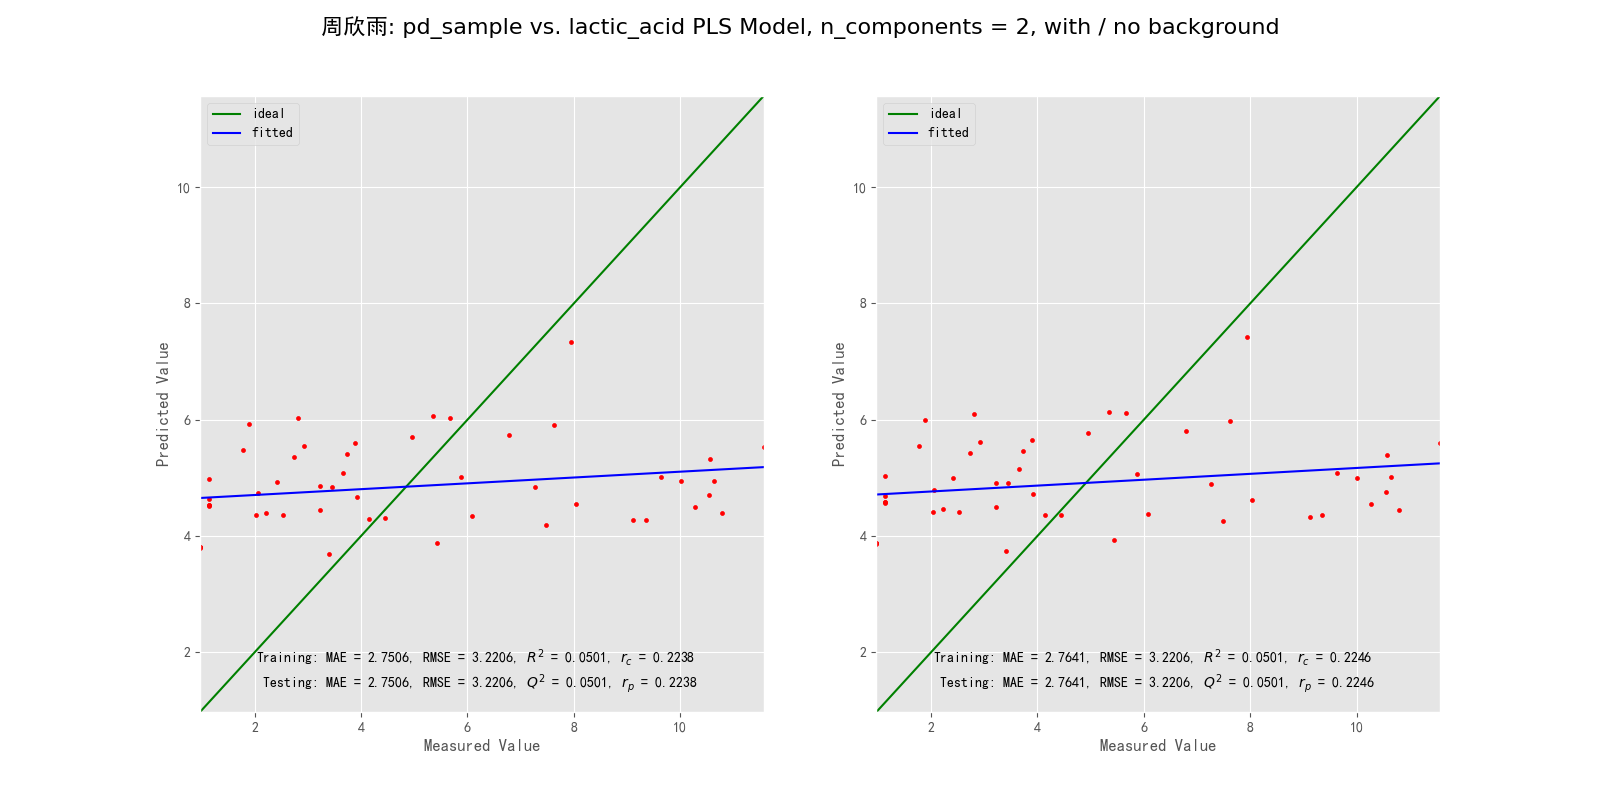 周欣雨: pd_sample vs. lactic_acid PLS Model, n_components = 2, with / no background
ideal
fitted
10
8
6
4
2
Predicted Value
Training: MAE = 2.7506, RMSE = 3.2206, R² = 0.0501, r_c = 0.2238
Testing: MAE = 2.7506, RMSE = 3.2206, Q² = 0.0501, r_p = 0.2238
2 4 6 8 10
Measured Value
ideal
fitted
10
8
6
4
2
Predicted Value
Training: MAE = 2.7641, RMSE = 3.2206, R² = 0.0501, r_c = 0.2246
Testing: MAE = 2.7641, RMSE = 3.2206, Q² = 0.0501, r_p = 0.2246
2 4 6 8 10
Measured Value